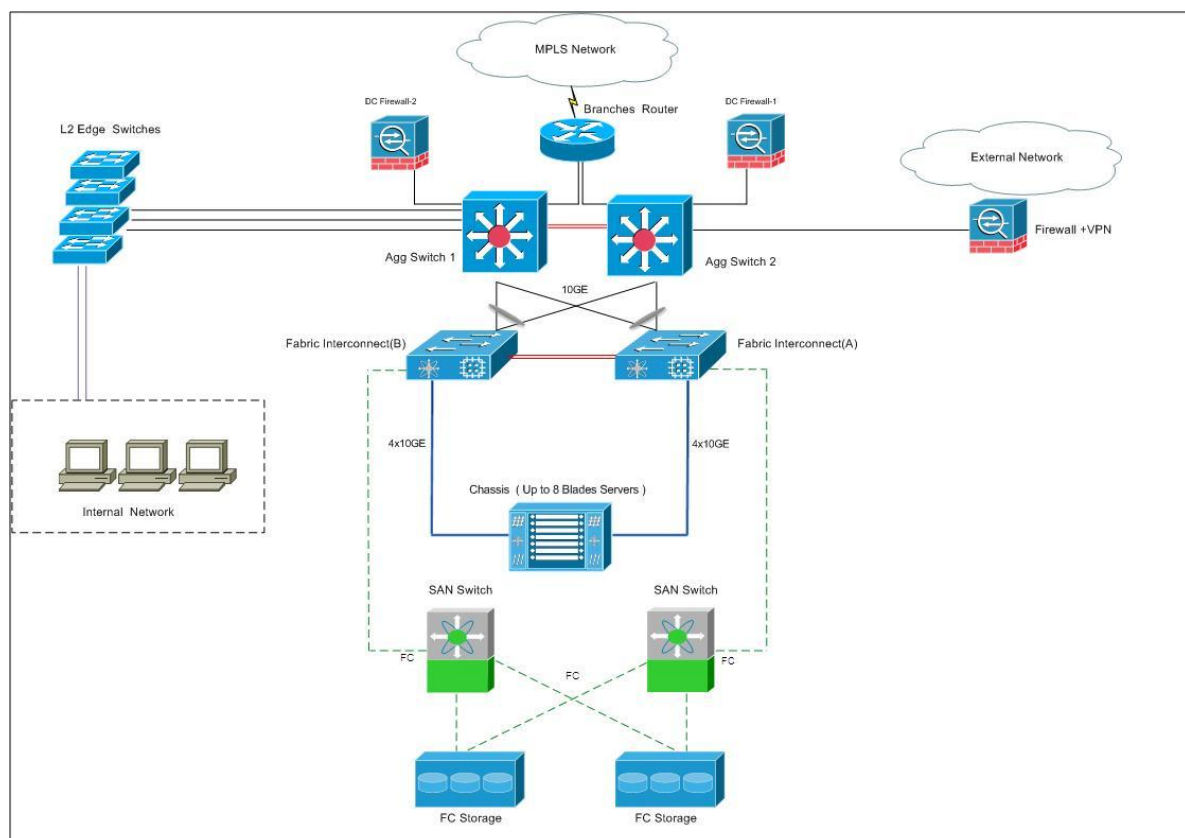 MPLS Network
DC Firewall-2
Branches Router
DC Firewall-1
L2 Edge Switches
External Network
Firewall +VPN
Agg Switch 1
Agg Switch 2
10GE
Fabric Interconnect(B)
Fabric Interconnect(A)
4x10GE
4x10GE
Chassis ( Up to 8 Blades Servers )
Internal Network
SAN Switch
SAN Switch
FC
FC
FC
FC Storage
FC Storage